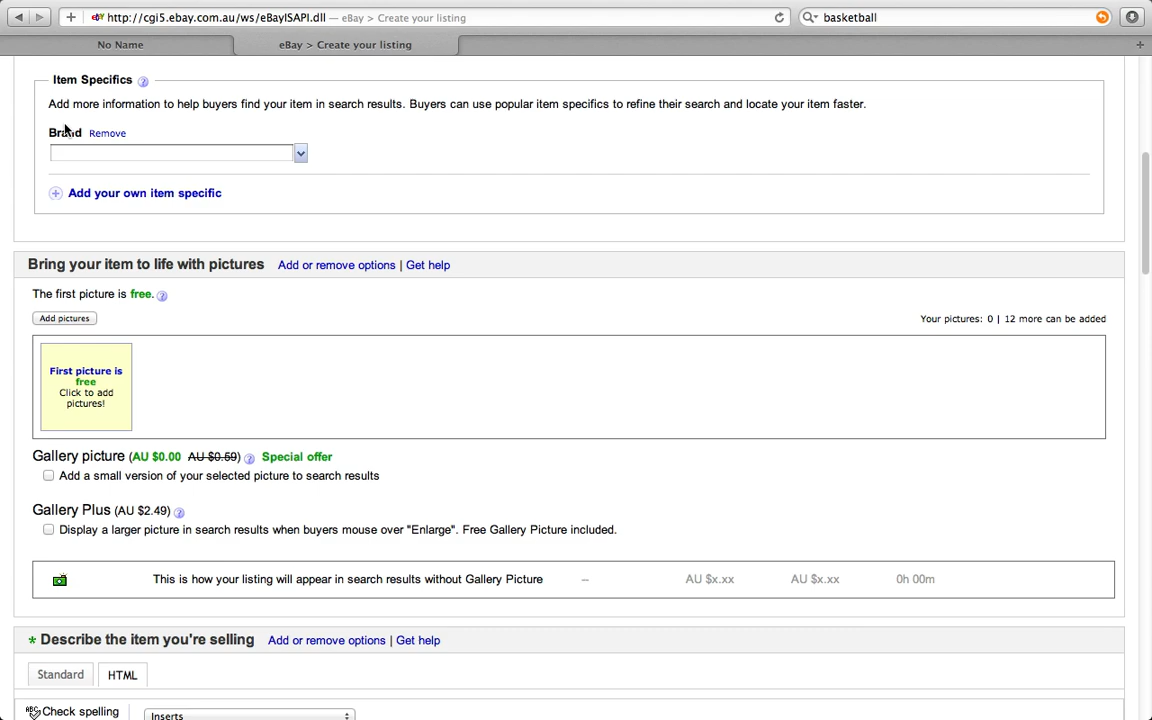 http://cgi5.ebay.com.au/ws/eBayISAPI.dll — eBay > Create your listing
basketball
No Name
eBay > Create your listing
Item Specifics
Add more information to help buyers find your item in search results. Buyers can use popular item specifics to refine their search and locate your item faster.
Brand Remove
Add your own item specific
Bring your item to life with pictures Add or remove options | Get help
The first picture is free.
Add pictures
Your pictures: 0 | 12 more can be added
First picture is
free
Click to add
pictures!
Gallery picture (AU $0.00 AU $0.59) Special offer
Add a small version of your selected picture to search results
Gallery Plus (AU $2.49)
Display a larger picture in search results when buyers mouse over "Enlarge". Free Gallery Picture included.
This is how your listing will appear in search results without Gallery Picture -- AU $x.xx AU $x.xx 0h 00m
* Describe the item you're selling Add or remove options | Get help
Standard HTML
ABC Check spelling Inserts